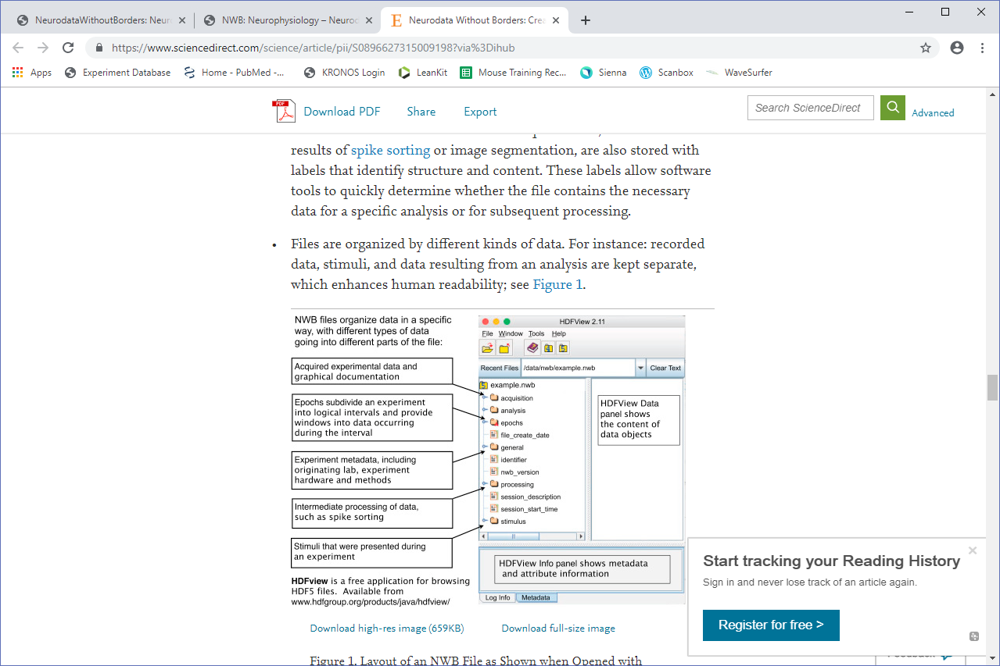 NeurodataWithoutBorders: Neur
NWB: Neurophysiology – Neuroc
Neurodata Without Borders: Crea
https://www.sciencedirect.com/science/article/pii/S0896627315009198?via%3Dihub
Apps
Experiment Database
Home - PubMed -...
KRONOS Login
LeanKit
Mouse Training Rec...
Sienna
Scanbox
WaveSurfer
PDF
Download PDF
Share
Export
Search ScienceDirect
Advanced
results of spike sorting or image segmentation, are also stored with
labels that identify structure and content. These labels allow software
tools to quickly determine whether the file contains the necessary
data for a specific analysis or for subsequent processing.
• Files are organized by different kinds of data. For instance: recorded
data, stimuli, and data resulting from an analysis are kept separate,
which enhances human readability; see Figure 1.
NWB files organize data in a specific
way, with different types of data
going into different parts of the file:
Acquired experimental data and
graphical documentation
Epochs subdivide an experiment
into logical intervals and provide
windows into data occurring
during the interval
Experiment metadata, including
originating lab, experiment
hardware and methods
Intermediate processing of data,
such as spike sorting
Stimuli that were presented during
an experiment
HDFview is a free application for browsing
HDF5 files. Available from
www.hdfgroup.org/products/java/hdfview/
HDFView 2.11
File Window Tools Help
Recent Files
/data/nwb/example.nwb
Clear Text
example.nwb
acquisition
analysis
epochs
file_create_date
general
identifier
nwb_version
processing
session_description
session_start_time
stimulus
HDFView Data
panel shows
the content of
data objects
HDFView Info panel shows metadata
and attribute information
Log Info
Metadata
Download high-res image (659KB)
Download full-size image
Figure 1. Layout of an NWB File as Shown when Opened with
Start tracking your Reading History
Sign in and never lose track of an article again.
Register for free >
Feedback